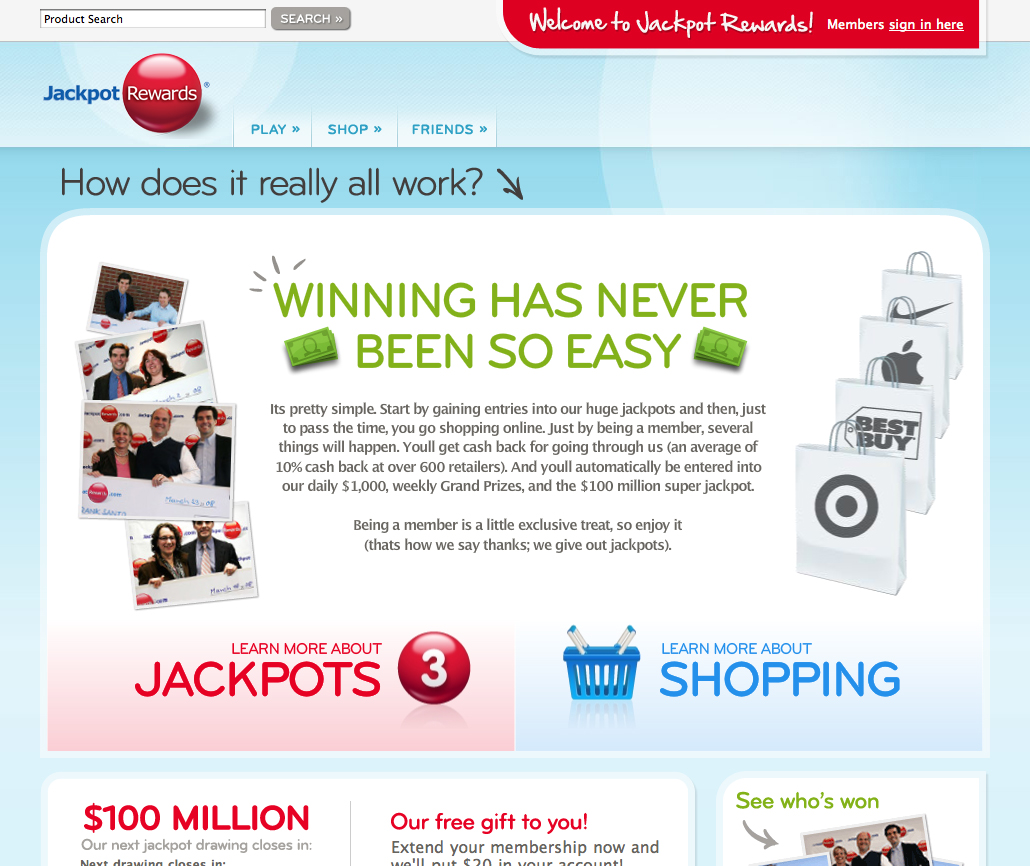 Product Search
SEARCH »
Welcome to Jackpot Rewards!
Members sign in here
Jackpot Rewards®
PLAY »
SHOP »
FRIENDS »
How does it really all work?
WINNING HAS NEVER
BEEN SO EASY
Its pretty simple. Start by gaining entries into our huge jackpots and then, just
to pass the time, you go shopping online. Just by being a member, several
things will happen. Youll get cash back for going through us (an average of
10% cash back at over 600 retailers). And youll automatically be entered into
our daily $1,000, weekly Grand Prizes, and the $100 million super jackpot.
Being a member is a little exclusive treat, so enjoy it
(thats how we say thanks; we give out jackpots).
BEST
BUY
LEARN MORE ABOUT
JACKPOTS
3
LEARN MORE ABOUT
SHOPPING
$100 MILLION
Our next jackpot drawing closes in:
Next drawing closes in:
Our free gift to you!
Extend your membership now and
we'll put $20 in your account!
See who's won